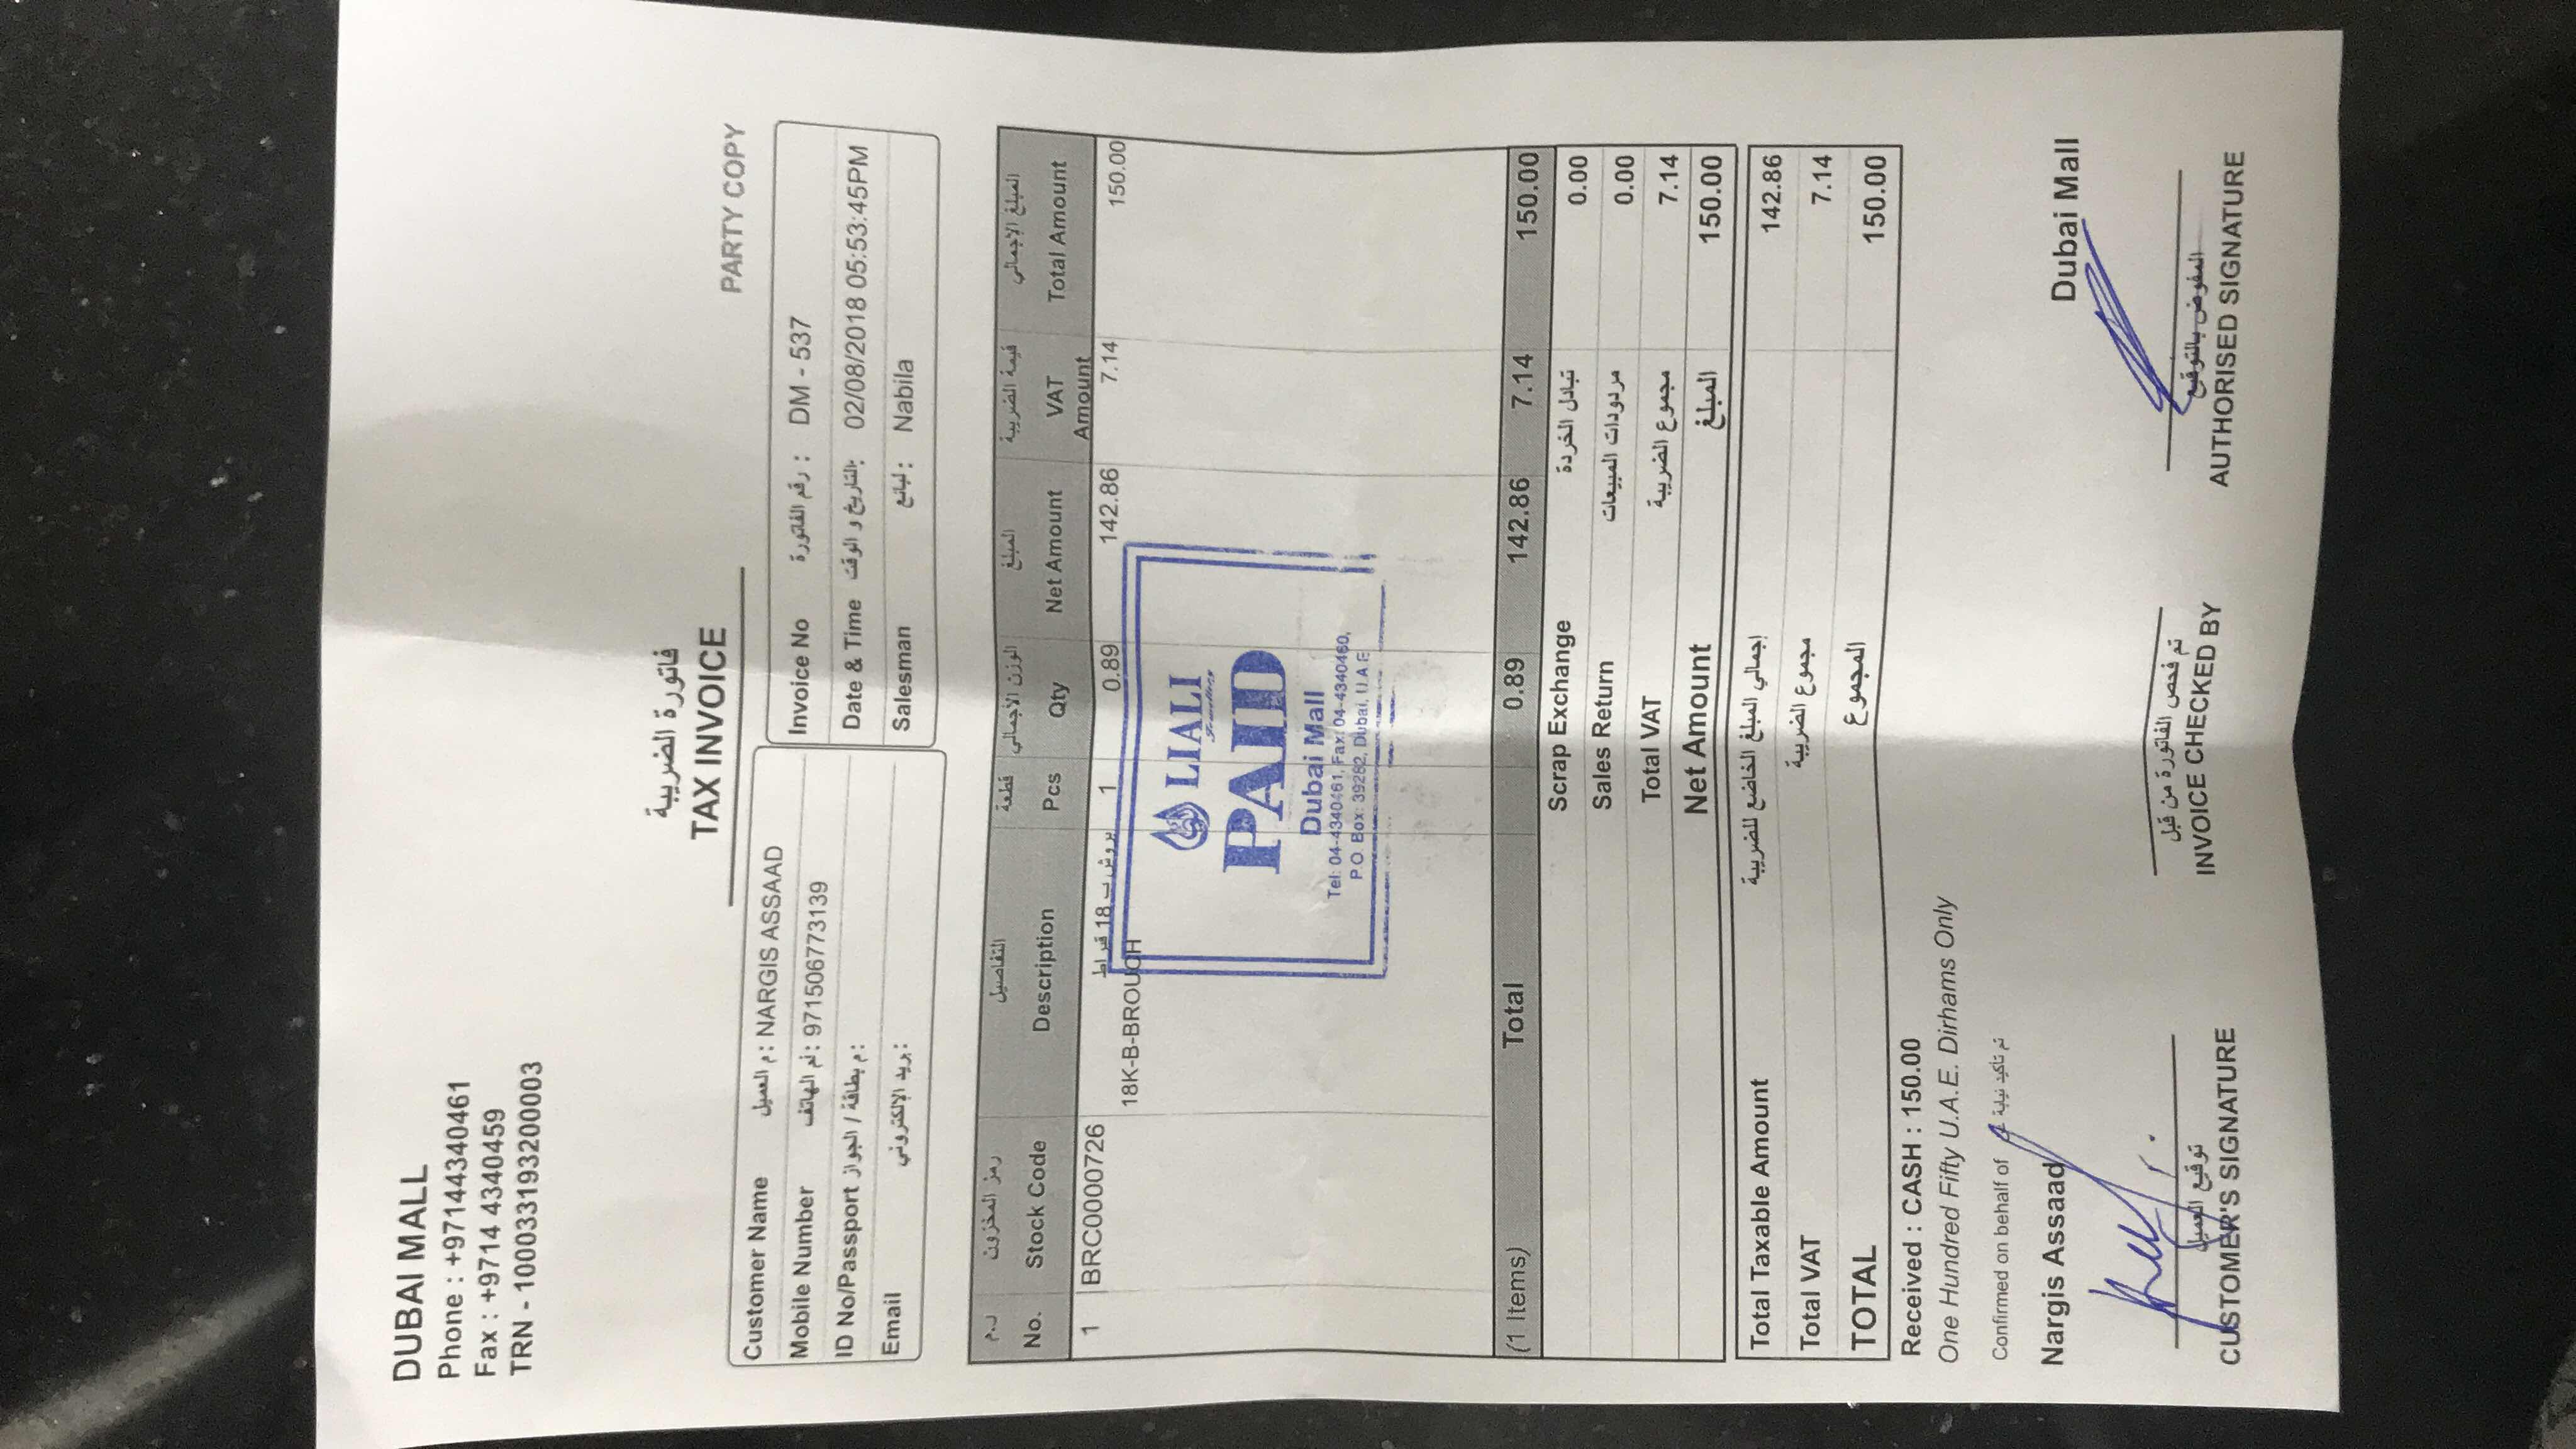 DUBAI MALL
Phone : +97144340461
Fax : +9714 4340459
TRN - 100033193200003
فاتورة الضريبة
TAX INVOICE
PARTY COPY
Customer Name م العميل : NARGIS ASSAAD
Mobile Number قم الهاتف : 971506773139
ID No/Passport م بطاقة / الجواز :
Email بريد الإلكتروني :
Invoice No رقم الفاتورة : DM - 537
Date & Time التاريخ و الوقت: 02/08/2018 05:53:45PM
Salesman لبائع : Nabila
ر.م رمز المخزون التفاصيل قطعة الوزن الأجمالي المبلغ قيمة الضريبة المبلغ الإجمالي
No. Stock Code Description Pcs Qty Net Amount VAT Amount Total Amount
1 BRC0000726 بروش ب 18 قيراط 1 0.89 142.86 7.14 150.00
18K-B-BROUCH
LIALI
Jewellery
PAID
Dubai Mall
Tel: 04-4340461, Fax: 04-4340460,
P.O. Box: 39282, Dubai, U.A.E
(1 Items) Total 0.89 142.86 7.14 150.00
Scrap Exchange تبادل الخردة 0.00
Sales Return مردودات المبيعات 0.00
Total VAT مجموع الضريبة 7.14
Net Amount المبلغ 150.00
Total Taxable Amount إجمالي المبلغ الخاضع للضريبة 142.86
Total VAT مجموع الضريبة 7.14
TOTAL المجموع 150.00
Received : CASH : 150.00
One Hundred Fifty U.A.E. Dirhams Only
Confirmed on behalf of تم تأكيد نيابة عن
Nargis Assaad
Dubai Mall
توقيع العميل
CUSTOMER'S SIGNATURE
تم فحص الفاتورة من قبل
INVOICE CHECKED BY
المفوض بالتوقيع
AUTHORISED SIGNATURE